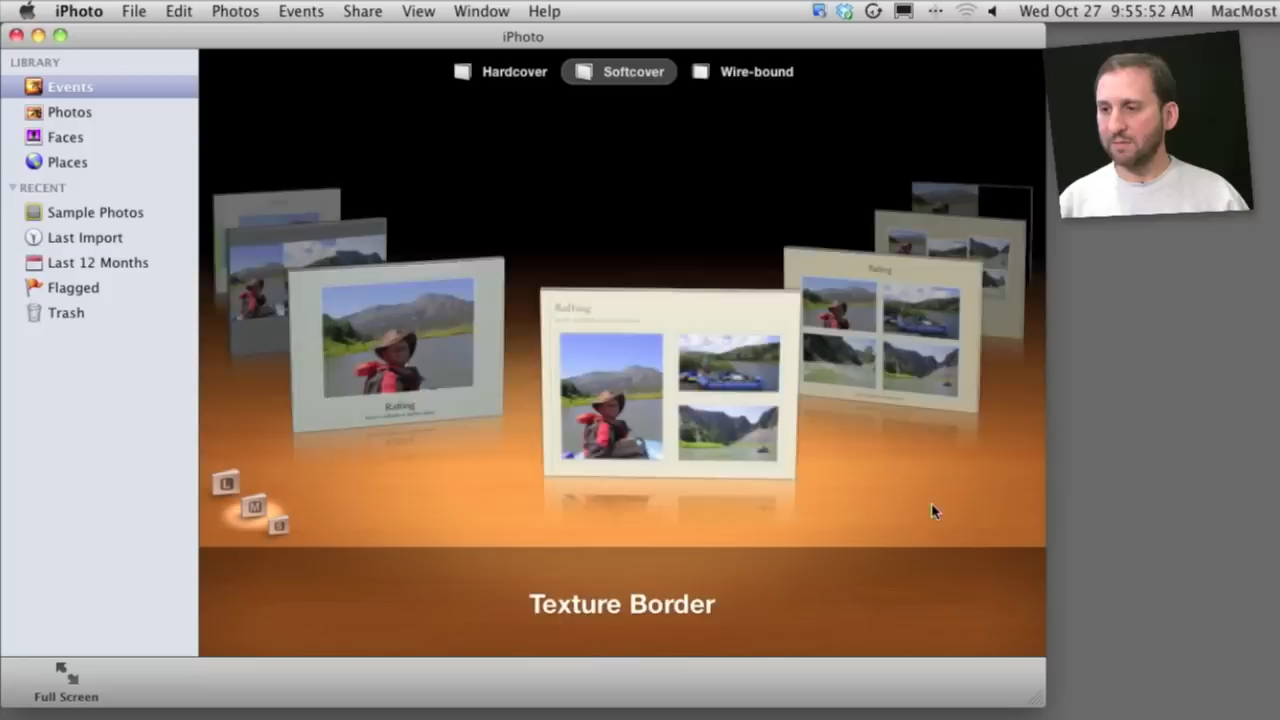 iPhoto File Edit Photos Events Share View Window Help Wed Oct 27 9:55:52 AM MacMost
iPhoto
LIBRARY
Events
Photos
Faces
Places
RECENT
Sample Photos
Last Import
Last 12 Months
Flagged
Trash
Hardcover Softcover Wire-bound
Rafting
Rafting
Rafting
L
M
S
Texture Border
Full Screen